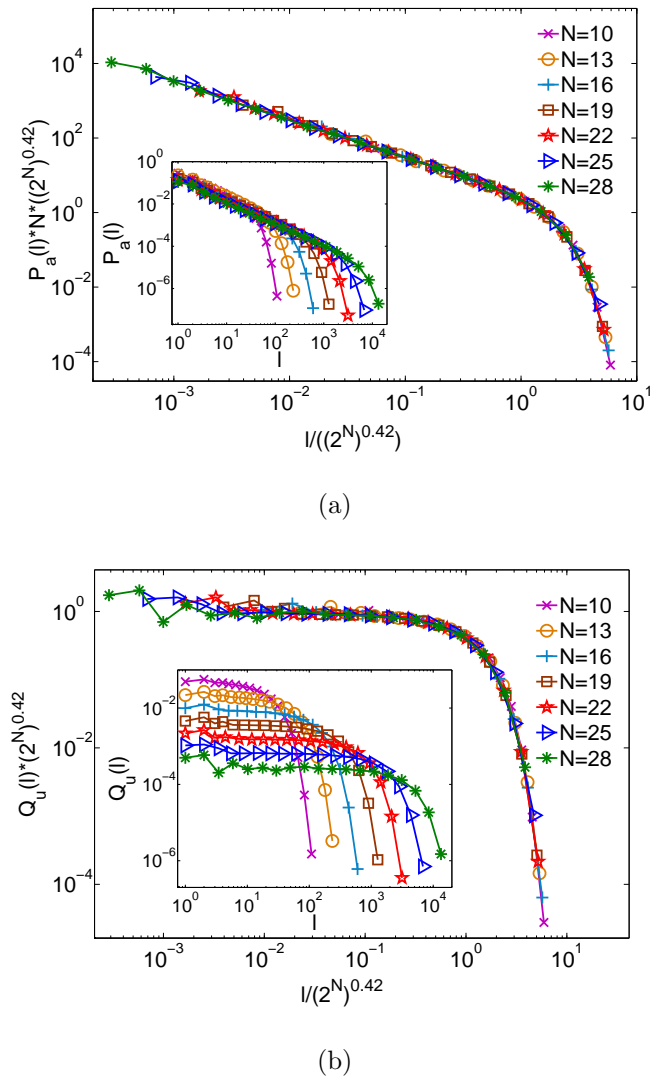 10^4
10^2
10^0
10^−2
10^−4
P_a(l)*N*((2^N)^0.42)
10^−3
10^−2
10^−1
10^0
10^1
l/((2^N)^0.42)
N=10
N=13
N=16
N=19
N=22
N=25
N=28
10^0
10^−2
10^−4
10^−6
P_a(l)
10^0
10^1
10^2
10^3
10^4
l
(a)
10^0
10^−2
10^−4
Q_u(l)*(2^N)^0.42
10^−3
10^−2
10^−1
10^0
10^1
l/(2^N)^0.42
N=10
N=13
N=16
N=19
N=22
N=25
N=28
10^−2
10^−4
10^−6
Q_u(l)
10^0
10^1
10^2
10^3
10^4
l
(b)